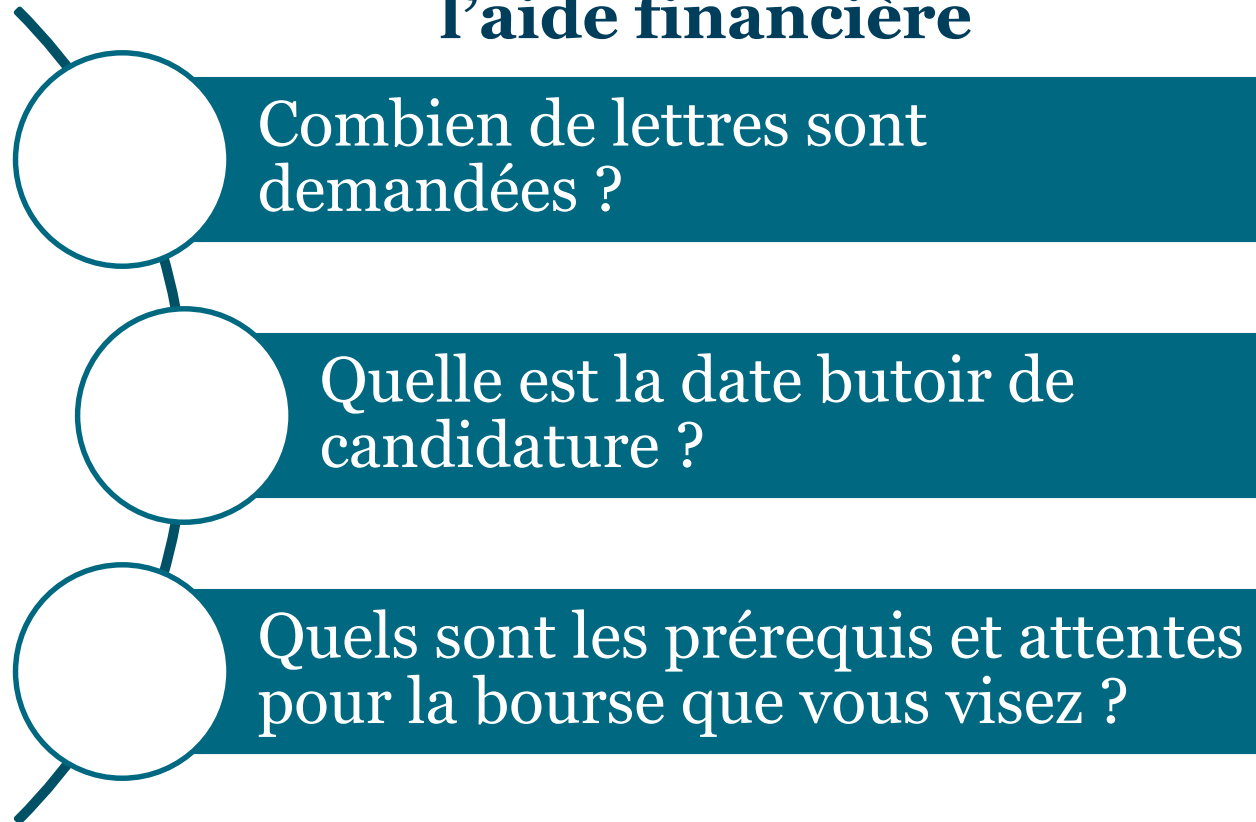 l’aide financière
Combien de lettres sont
demandées ?
Quelle est la date butoir de
candidature ?
Quels sont les prérequis et attentes
pour la bourse que vous visez ?